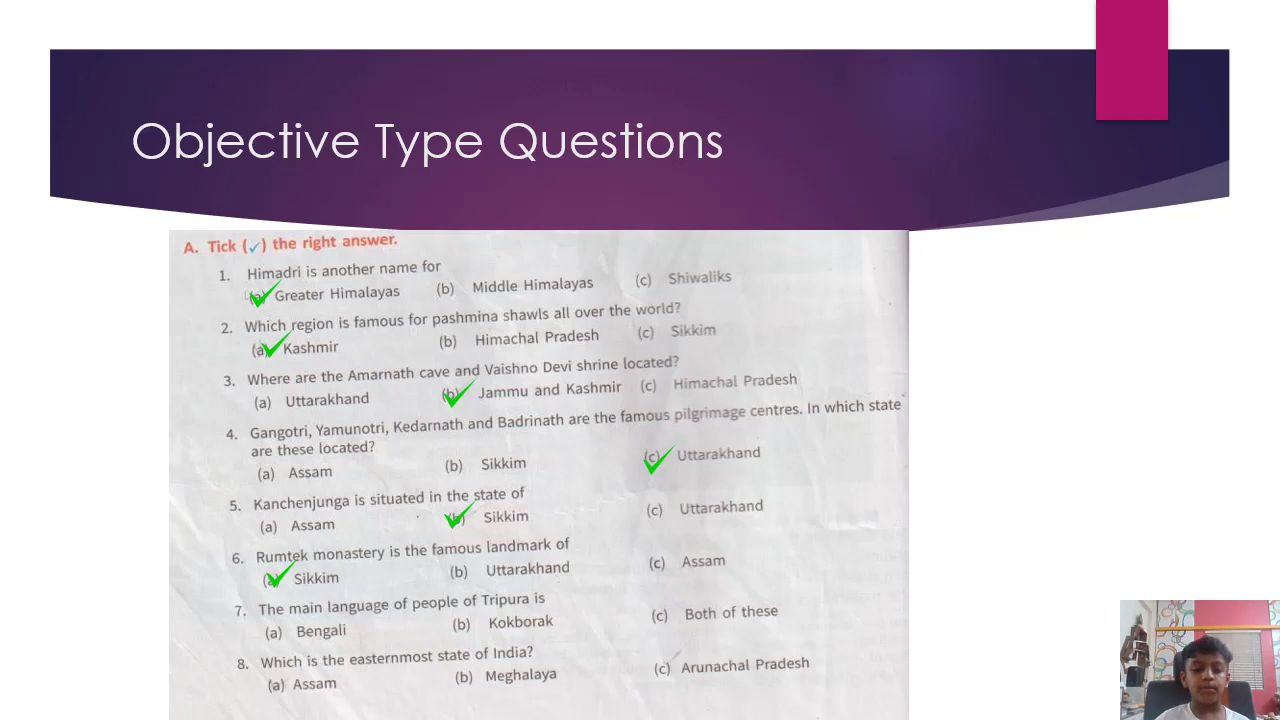 Objective Type Questions
A. Tick (✓) the right answer.
1. Himadri is another name for
(a) Greater Himalayas (b) Middle Himalayas (c) Shiwaliks
2. Which region is famous for pashmina shawls all over the world?
(a) Kashmir (b) Himachal Pradesh (c) Sikkim
3. Where are the Amarnath cave and Vaishno Devi shrine located?
(a) Uttarakhand (b) Jammu and Kashmir (c) Himachal Pradesh
4. Gangotri, Yamunotri, Kedarnath and Badrinath are the famous pilgrimage centres. In which state
are these located?
(a) Assam (b) Sikkim (c) Uttarakhand
5. Kanchenjunga is situated in the state of
(a) Assam (b) Sikkim (c) Uttarakhand
6. Rumtek monastery is the famous landmark of
(a) Sikkim (b) Uttarakhand (c) Assam
7. The main language of people of Tripura is
(a) Bengali (b) Kokborak (c) Both of these
8. Which is the easternmost state of India?
(a) Assam (b) Meghalaya (c) Arunachal Pradesh